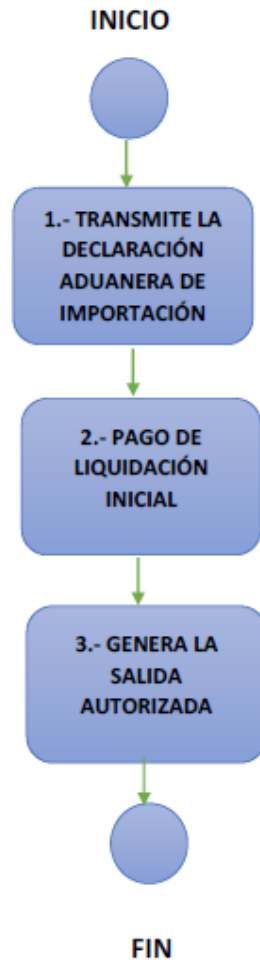 INICIO
1.- TRANSMITE LA
DECLARACIÓN
ADUANERA DE
IMPORTACIÓN
2.- PAGO DE
LIQUIDACIÓN
INICIAL
3.- GENERA LA
SALIDA
AUTORIZADA
FIN